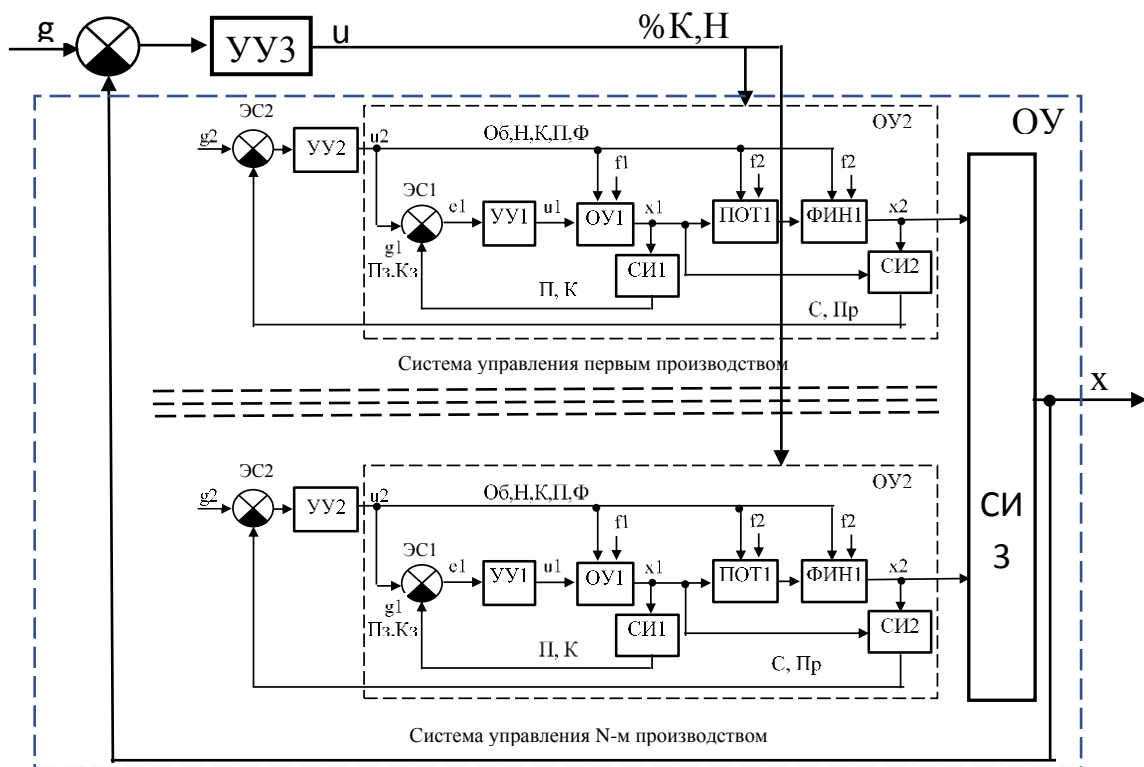 g
УУ3
u
%К,Н
ОУ
ЭС2
g2
УУ2
u2
Об,Н,К,П,Ф
ОУ2
f1
f2
f2
ЭС1
e1
УУ1
u1
ОУ1
x1
ПОТ1
ФИН1
x2
g1
Пз,Кз
СИ1
СИ2
П, К
С, Пр
Система управления первым производством
x
ЭС2
g2
УУ2
u2
Об,Н,К,П,Ф
ОУ2
f1
f2
f2
ЭС1
e1
УУ1
u1
ОУ1
x1
ПОТ1
ФИН1
x2
g1
Пз,Кз
СИ1
СИ2
П, К
С, Пр
СИ
3
Система управления N-м производством